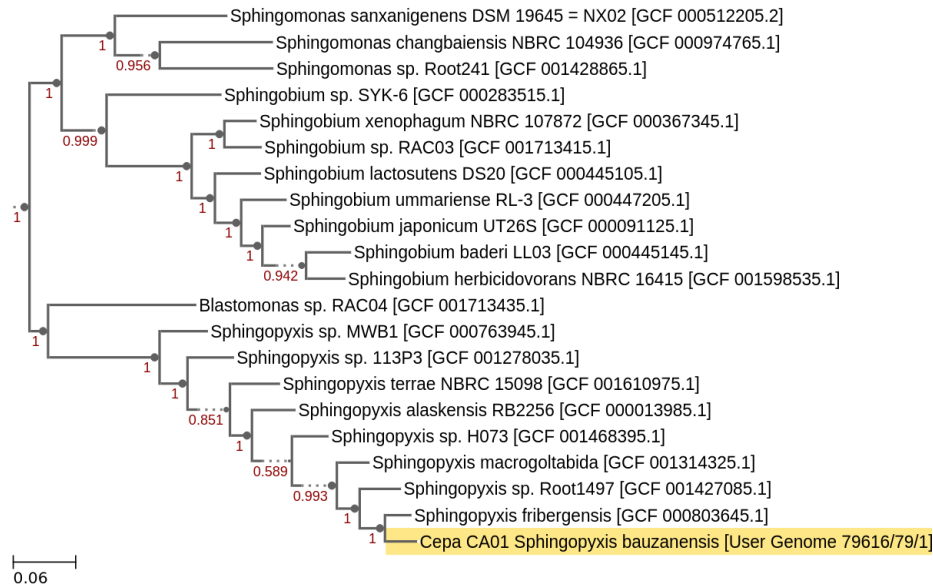 Sphingomonas sanxanigenens DSM 19645 = NX02 [GCF 000512205.2]
1
Sphingomonas changbaiensis NBRC 104936 [GCF 000974765.1]
0.956
Sphingomonas sp. Root241 [GCF 001428865.1]
1
Sphingobium sp. SYK-6 [GCF 000283515.1]
Sphingobium xenophagum NBRC 107872 [GCF 000367345.1]
0.999
1
Sphingobium sp. RAC03 [GCF 001713415.1]
1
Sphingobium lactosutens DS20 [GCF 000445105.1]
Sphingobium ummariense RL-3 [GCF 000447205.1]
1
1
Sphingobium japonicum UT26S [GCF 000091125.1]
1
Sphingobium baderi LL03 [GCF 000445145.1]
1
0.942
Sphingobium herbicidovorans NBRC 16415 [GCF 001598535.1]
Blastomonas sp. RAC04 [GCF 001713435.1]
Sphingopyxis sp. MWB1 [GCF 000763945.1]
1
Sphingopyxis sp. 113P3 [GCF 001278035.1]
1
Sphingopyxis terrae NBRC 15098 [GCF 001610975.1]
1
Sphingopyxis alaskensis RB2256 [GCF 000013985.1]
0.851
Sphingopyxis sp. H073 [GCF 001468395.1]
1
Sphingopyxis macrogoltabida [GCF 001314325.1]
0.589
Sphingopyxis sp. Root1497 [GCF 001427085.1]
0.993
Sphingopyxis fribergensis [GCF 000803645.1]
1
1
Cepa CA01 Sphingopyxis bauzanensis [User Genome 79616/79/1]
0.06